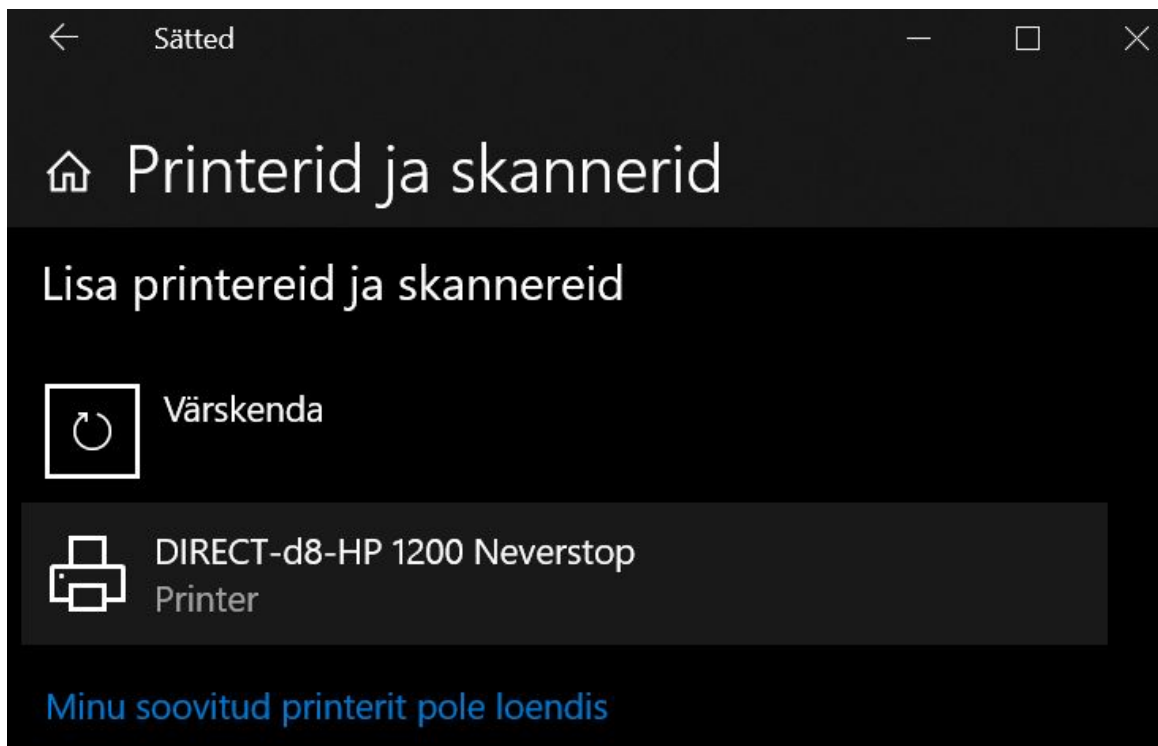 Sätted
Printerid ja skannerid
Lisa printereid ja skannereid
Värskenda
DIRECT-d8-HP 1200 Neverstop
Printer
Minu soovitud printerit pole loendis